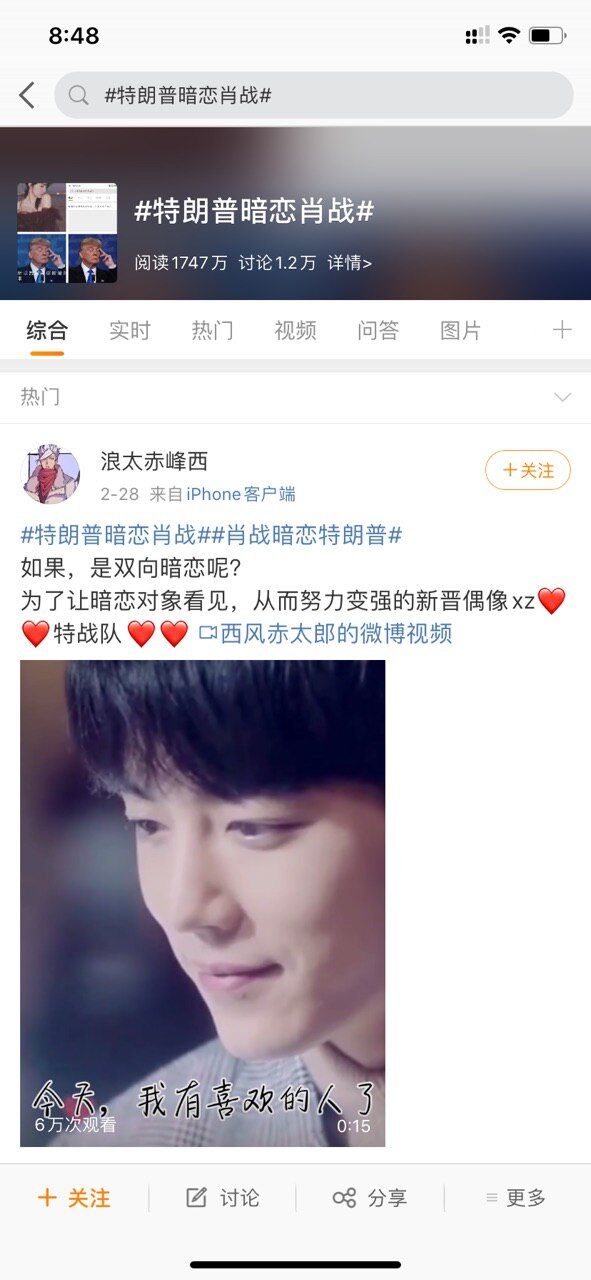 8:48
#特朗普暗恋肖战#
#特朗普暗恋肖战#
阅读1747万 讨论1.2万 详情>
综合 实时 热门 视频 问答 图片
热门
浪太赤峰西
+关注
2-28 来自iPhone客户端
#特朗普暗恋肖战##肖战暗恋特朗普#
如果，是双向暗恋呢？
为了让暗恋对象看见，从而努力变强的新晋偶像xz❤️
❤️特战队❤️❤️ 西风赤太郎的微博视频
今天，我有喜欢的人了
6万次观看 0:15
+ 关注 讨论 分享 更多